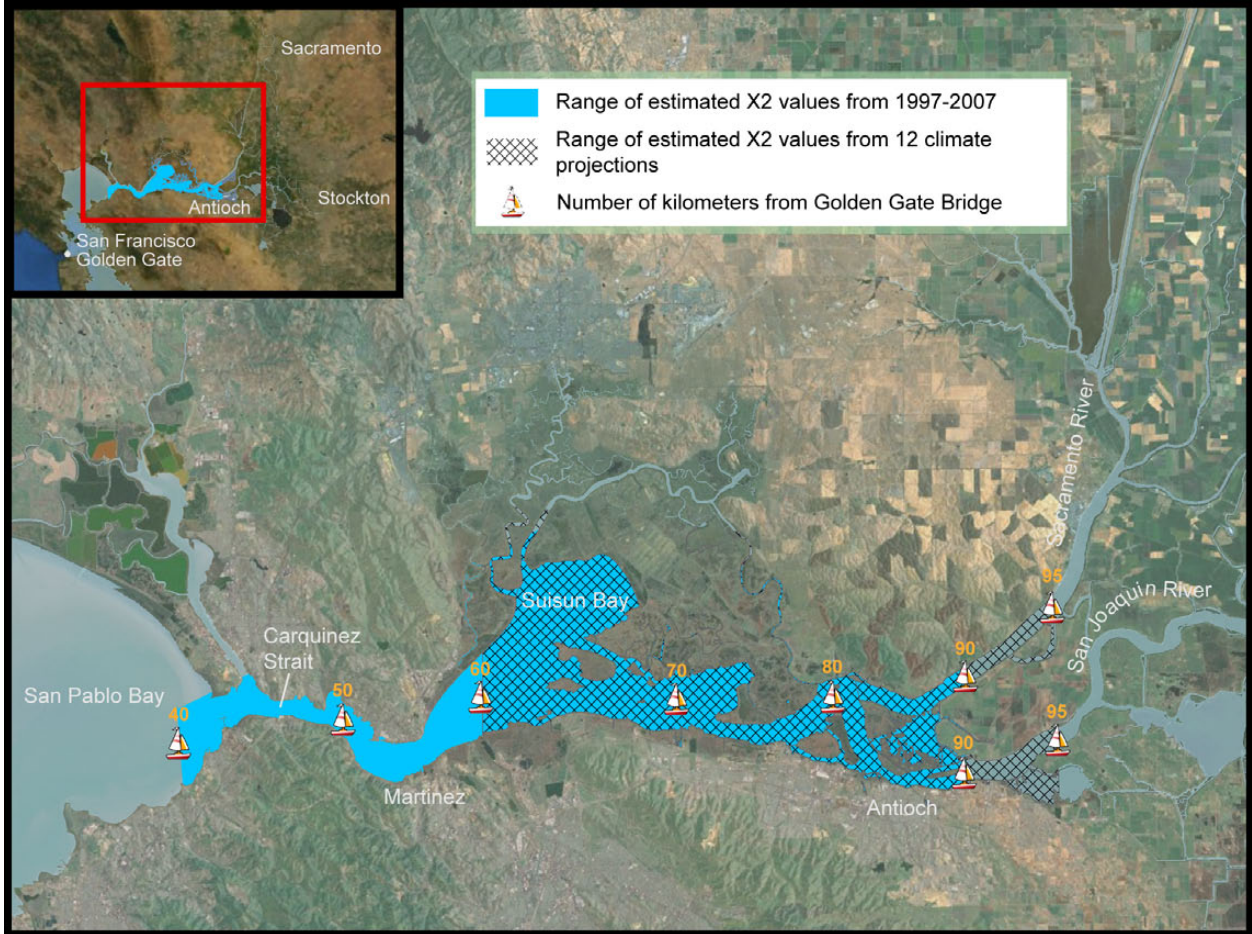 Sacramento
Stockton
Antioch
San Francisco
Golden Gate
Range of estimated X2 values from 1997-2007
Range of estimated X2 values from 12 climate
projections
Number of kilometers from Golden Gate Bridge
Sacramento River
San Joaquin River
Suisun Bay
Carquinez
Strait
San Pablo Bay
40
50
60
70
80
90
95
90
95
Martinez
Antioch